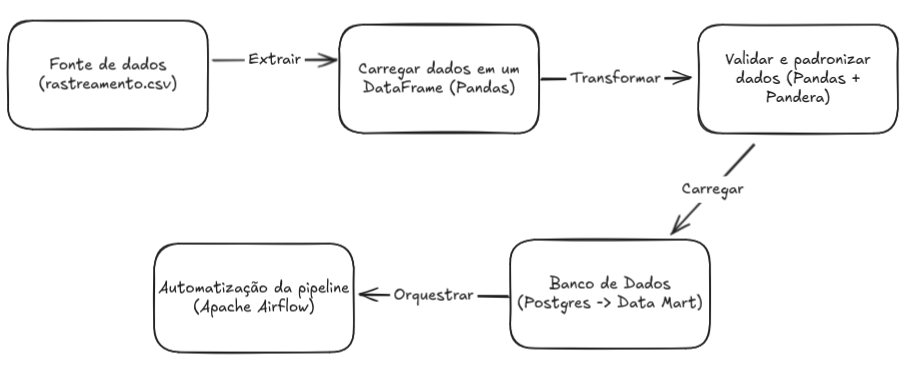 Fonte de dados
(rastreamento.csv)
Extrair
Carregar dados em um
DataFrame (Pandas)
Transformar
Validar e padronizar
dados (Pandas +
Pandera)
Carregar
Banco de Dados
(Postgres -> Data Mart)
Orquestrar
Automatização da pipeline
(Apache Airflow)